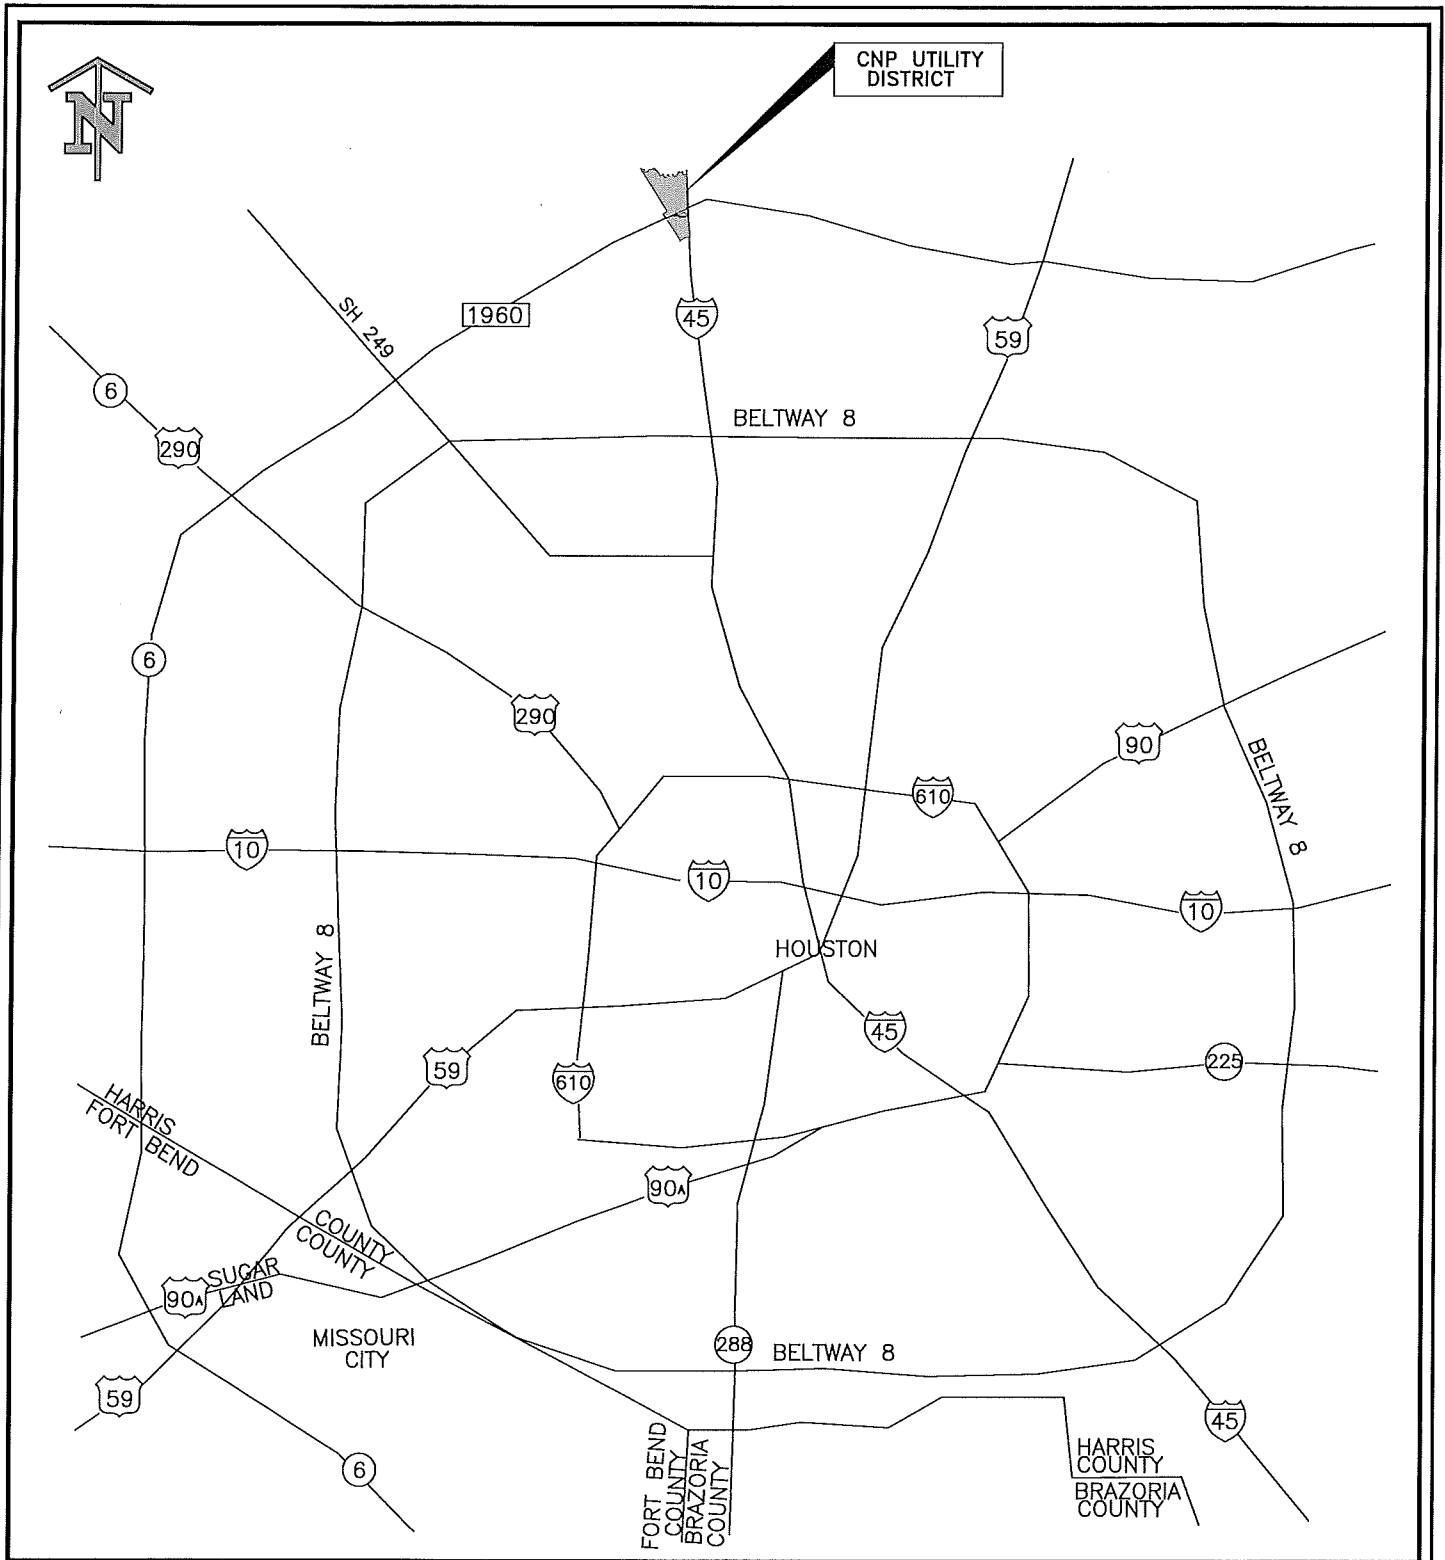 CNP UTILITY
DISTRICT
N
SH 249
1960
45
59
6
290
BELTWAY 8
6
290
90
610
BELTWAY 8
10
10
10
HOUSTON
BELTWAY 8
45
59
610
225
HARRIS
FORT BEND
90A
COUNTY
COUNTY
SUGAR
LAND
90A
MISSOURI
CITY
288
BELTWAY 8
59
45
6
FORT BEND
COUNTY
BRAZORIA
COUNTY
HARRIS
COUNTY
BRAZORIA
COUNTY